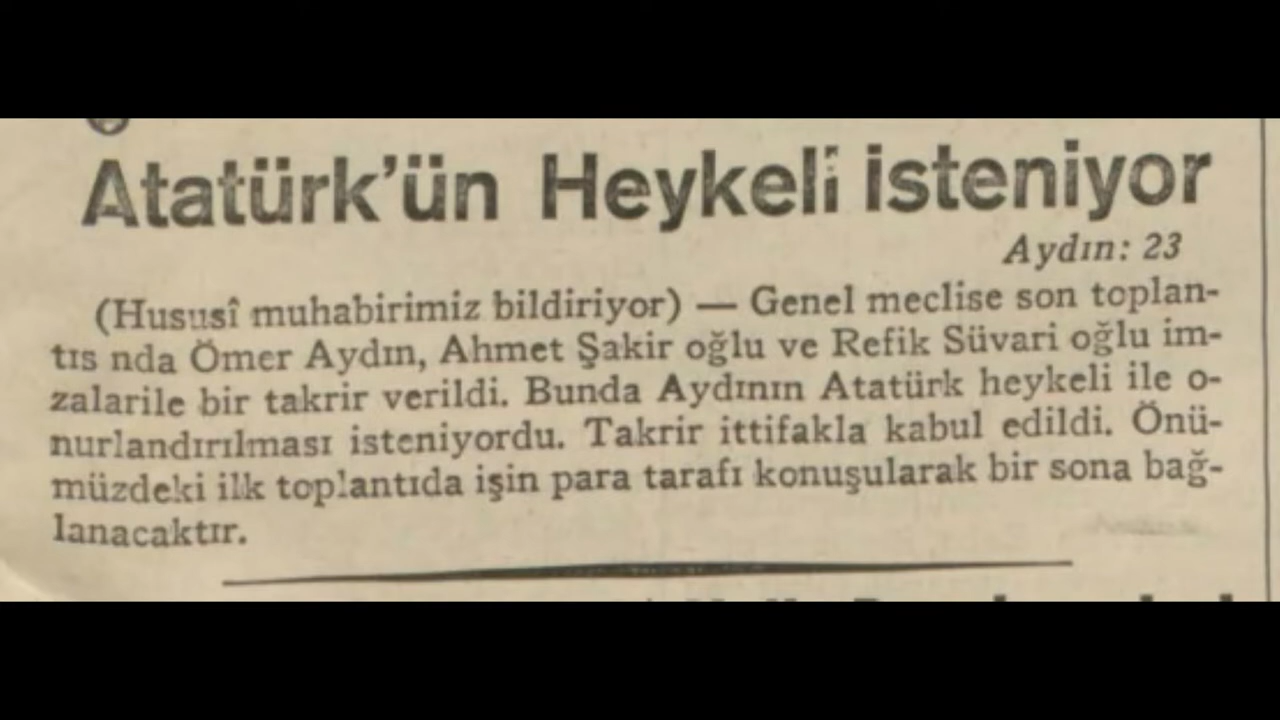 Atatürk'ün Heykeli isteniyor
Aydın: 23
(Hususî muhabirimiz bildiriyor) — Genel meclise son toplan-
tıs nda Ömer Aydın, Ahmet Şakir oğlu ve Refik Süvari oğlu im-
zalarile bir takrir verildi. Bunda Aydının Atatürk heykeli ile o-
nurlandırılması isteniyordu. Takrir ittifakla kabul edildi. Önü-
müzdeki ilk toplantıda işin para tarafı konuşularak bir sona bağ-
lanacaktır.